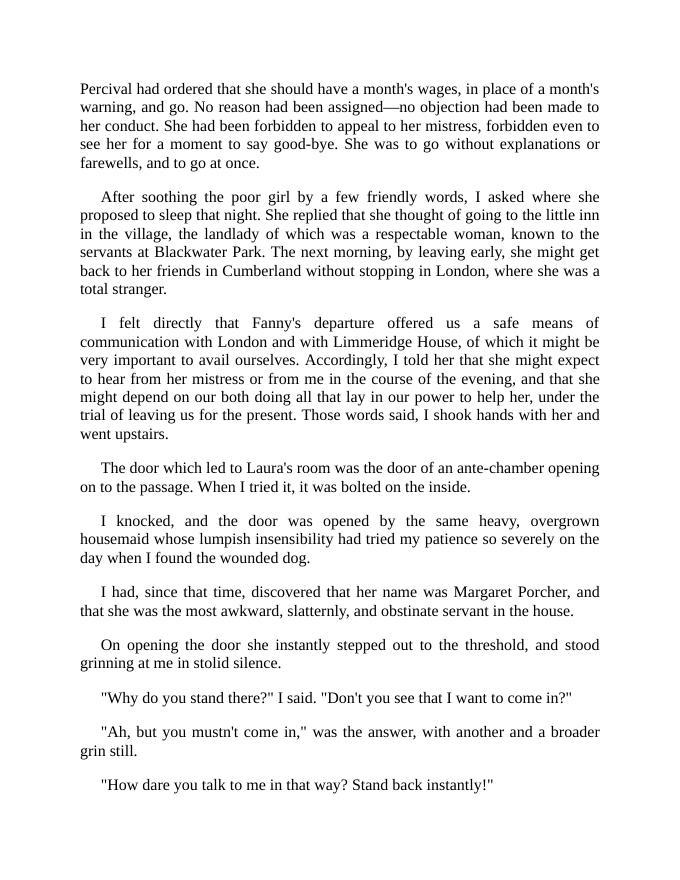 Percival had ordered that she should have a month's wages, in place of a month's
warning, and go. No reason had been assigned—no objection had been made to
her conduct. She had been forbidden to appeal to her mistress, forbidden even to
see her for a moment to say good-bye. She was to go without explanations or
farewells, and to go at once.
After soothing the poor girl by a few friendly words, I asked where she
proposed to sleep that night. She replied that she thought of going to the little inn
in the village, the landlady of which was a respectable woman, known to the
servants at Blackwater Park. The next morning, by leaving early, she might get
back to her friends in Cumberland without stopping in London, where she was a
total stranger.
I felt directly that Fanny's departure offered us a safe means of
communication with London and with Limmeridge House, of which it might be
very important to avail ourselves. Accordingly, I told her that she might expect
to hear from her mistress or from me in the course of the evening, and that she
might depend on our both doing all that lay in our power to help her, under the
trial of leaving us for the present. Those words said, I shook hands with her and
went upstairs.
The door which led to Laura's room was the door of an ante-chamber opening
on to the passage. When I tried it, it was bolted on the inside.
I knocked, and the door was opened by the same heavy, overgrown
housemaid whose lumpish insensibility had tried my patience so severely on the
day when I found the wounded dog.
I had, since that time, discovered that her name was Margaret Porcher, and
that she was the most awkward, slatternly, and obstinate servant in the house.
On opening the door she instantly stepped out to the threshold, and stood
grinning at me in stolid silence.
"Why do you stand there?" I said. "Don't you see that I want to come in?"
"Ah, but you mustn't come in," was the answer, with another and a broader
grin still.
"How dare you talk to me in that way? Stand back instantly!"